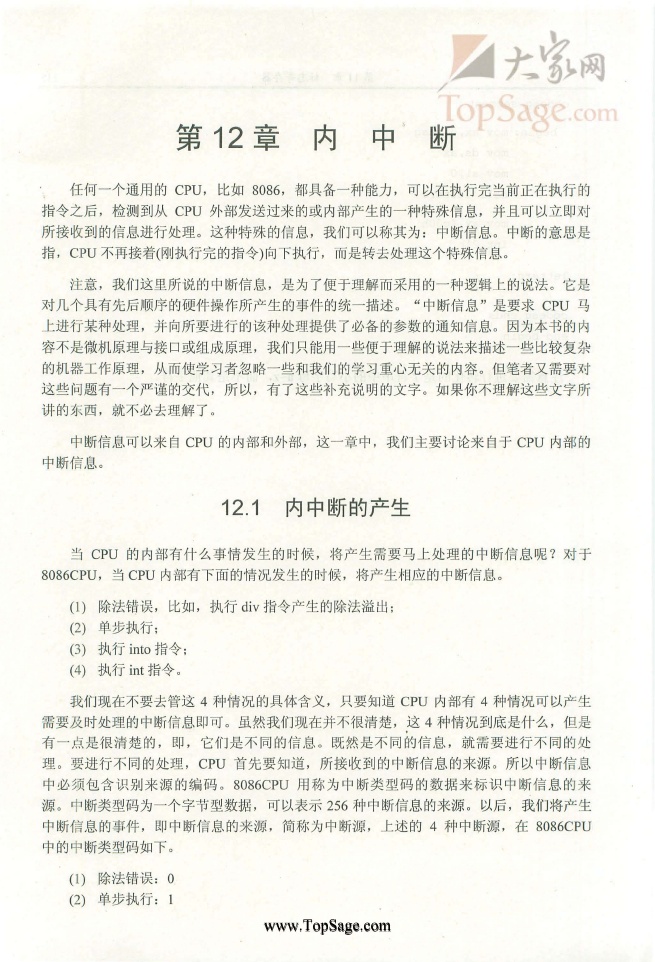 大家网
TopSage.com
第 12 章 内 中 断
任何一个通用的 CPU，比如 8086，都具备一种能力，可以在执行完当前正在执行的
指令之后，检测到从 CPU 外部发送过来的或内部产生的一种特殊信息，并且可以立即对
所接收到的信息进行处理。这种特殊的信息，我们可以称其为：中断信息。中断的意思是
指，CPU 不再接着(刚执行完的指令)向下执行，而是转去处理这个特殊信息。
注意，我们这里所说的中断信息，是为了便于理解而采用的一种逻辑上的说法。它是
对几个具有先后顺序的硬件操作所产生的事件的统一描述。“中断信息”是要求 CPU 马
上进行某种处理，并向所要进行的该种处理提供了必备的参数的通知信息。因为本书的内
容不是微机原理与接口或组成原理，我们只能用一些便于理解的说法来描述一些比较复杂
的机器工作原理，从而使学习者忽略一些和我们的学习重心无关的内容。但笔者又需要对
这些问题有一个严谨的交代，所以，有了这些补充说明的文字。如果你不理解这些文字所
讲的东西，就不必去理解了。
中断信息可以来自 CPU 的内部和外部，这一章中，我们主要讨论来自于 CPU 内部的
中断信息。
12.1 内中断的产生
当 CPU 的内部有什么事情发生的时候，将产生需要马上处理的中断信息呢？对于
8086CPU，当 CPU 内部有下面的情况发生的时候，将产生相应的中断信息。
(1) 除法错误，比如，执行 div 指令产生的除法溢出；
(2) 单步执行；
(3) 执行 into 指令；
(4) 执行 int 指令。
我们现在不要去管这 4 种情况的具体含义，只要知道 CPU 内部有 4 种情况可以产生
需要及时处理的中断信息即可。虽然我们现在并不很清楚，这 4 种情况到底是什么，但是
有一点是很清楚的，即，它们是不同的信息。既然是不同的信息，就需要进行不同的处
理。要进行不同的处理，CPU 首先要知道，所接收到的中断信息的来源。所以中断信息
中必须包含识别来源的编码。8086CPU 用称为中断类型码的数据来标识中断信息的来
源。中断类型码为一个字节型数据，可以表示 256 种中断信息的来源。以后，我们将产生
中断信息的事件，即中断信息的来源，简称为中断源，上述的 4 种中断源，在 8086CPU
中的中断类型码如下。
(1) 除法错误：0
(2) 单步执行：1
www.TopSage.com